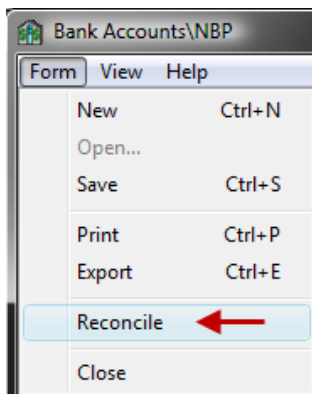 Bank Accounts\NBP
Form View Help
New Ctrl+N
Open...
Save Ctrl+S
Print Ctrl+P
Export Ctrl+E
Reconcile
Close